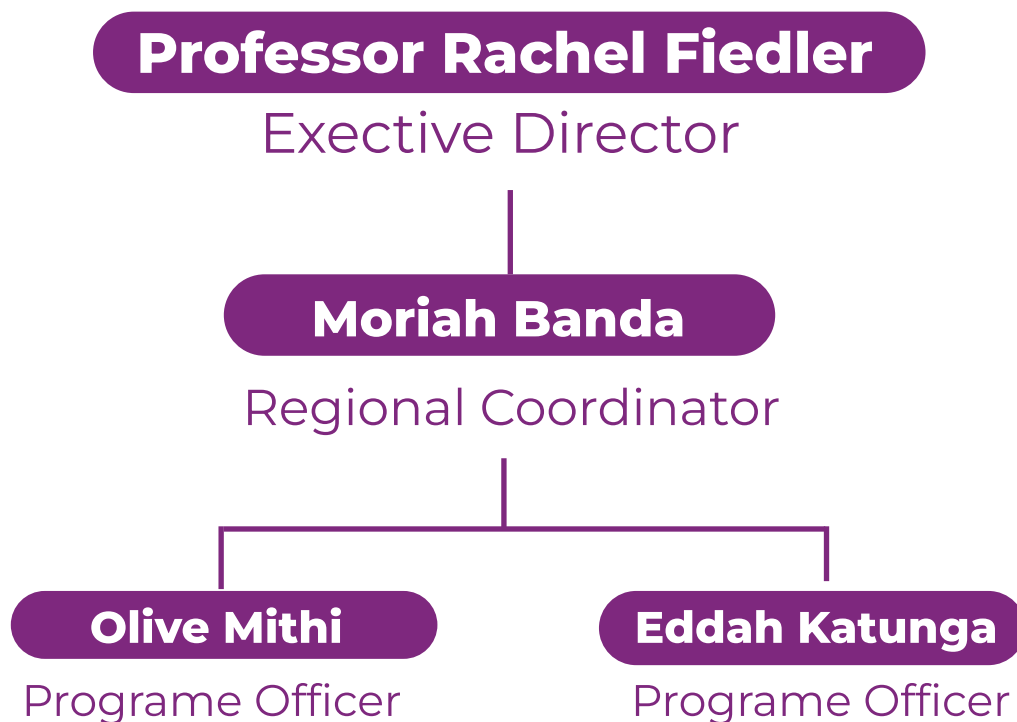 Professor Rachel Fiedler
Exective Director
Moriah Banda
Regional Coordinator
Olive Mithi
Eddah Katunga
Programe Officer
Programe Officer